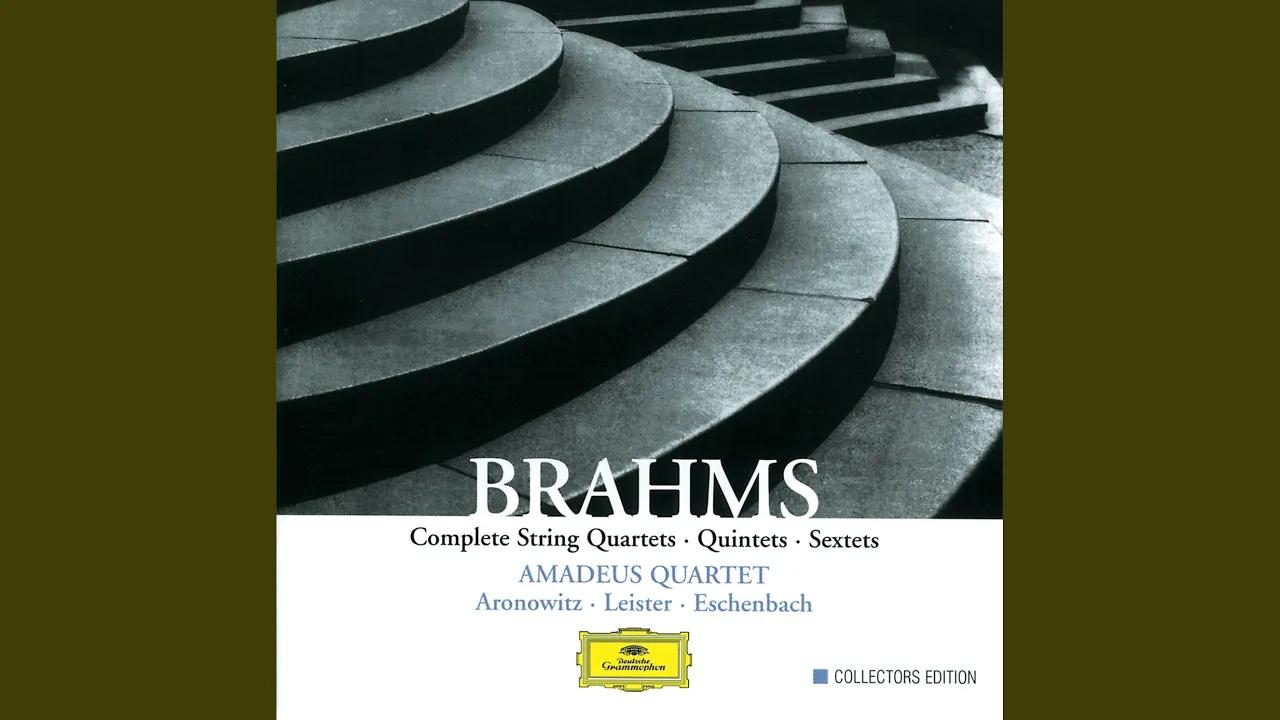 BRAHMS
Complete String Quartets · Quintets · Sextets
AMADEUS QUARTET
Aronowitz · Leister · Eschenbach
Deutsche
Grammophon
COLLECTORS EDITION